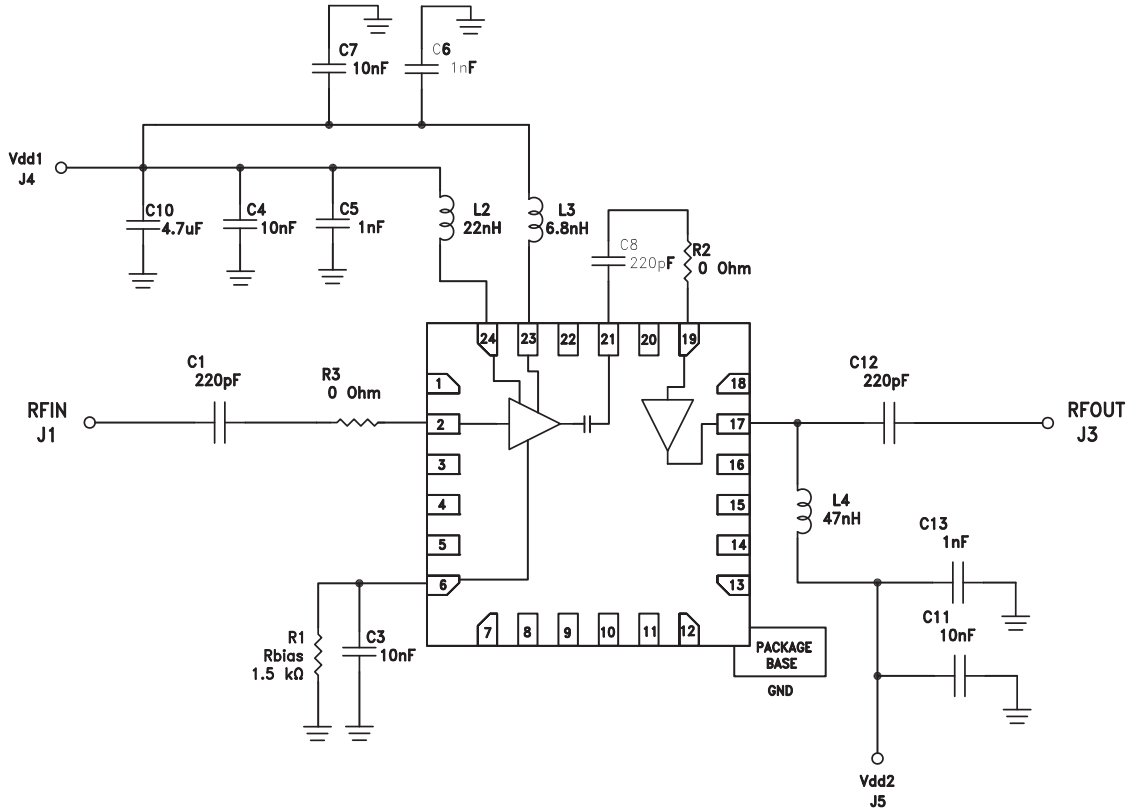 C7
10nF
C6
1nF
Vdd1
J4
C10
4.7uF
C4
10nF
C5
1nF
L2
22nH
L3
6.8nH
C8
220pF
R2
0 Ohm
24
23
22
21
20
19
C1
220pF
R3
0 Ohm
RFIN
J1
1
2
3
4
5
6
18
17
16
15
14
13
C12
220pF
RFOUT
J3
L4
47nH
C13
1nF
C11
10nF
R1
Rbias
1.5 kΩ
C3
10nF
7
8
9
10
11
12
PACKAGE
BASE
GND
Vdd2
J5